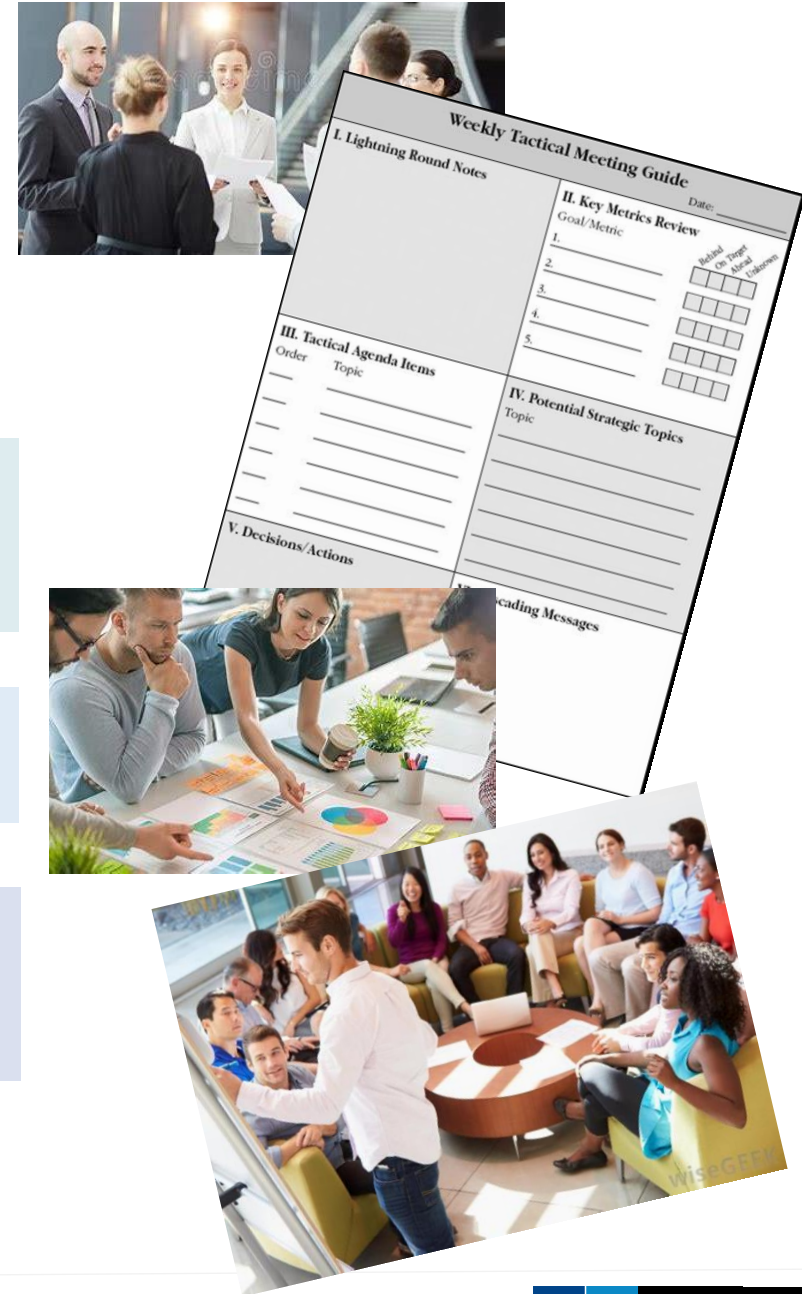 Weekly Tactical Meeting Guide
Date:
I. Lightning Round Notes
II. Key Metrics Review
Goal/Metric
Behind
On Target
Ahead
Unknown
1.
2.
3.
4.
5.
III. Tactical Agenda Items
Order Topic
IV. Potential Strategic Topics
Topic
V. Decisions/Actions
cading Messages
wiseGEEK